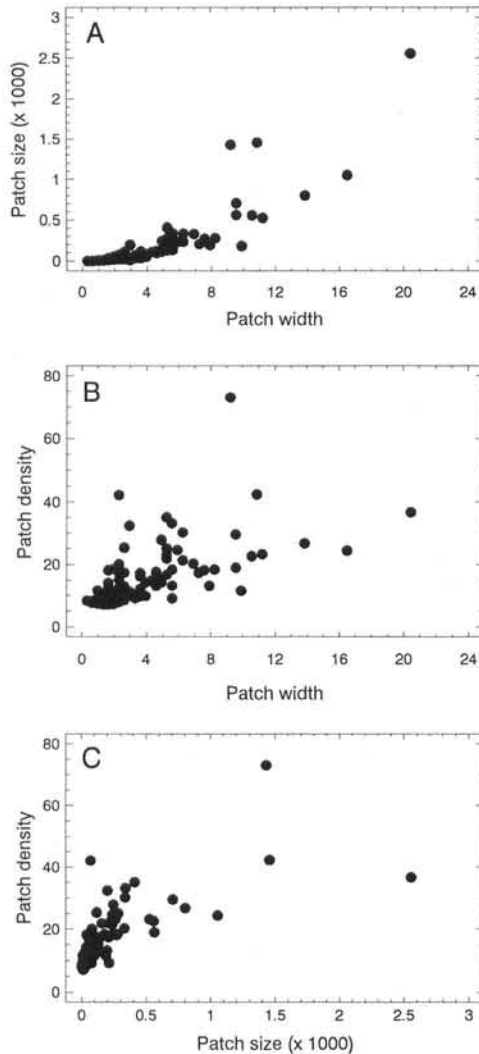 A
3
2.5
2
1.5
1
0.5
0
Patch size (x 1000)
0 4 8 12 16 20 24
Patch width
B
80
60
40
20
0
Patch density
0 4 8 12 16 20 24
Patch width
C
80
60
40
20
0
Patch density
0 0.5 1 1.5 2 2.5 3
Patch size (x 1000)